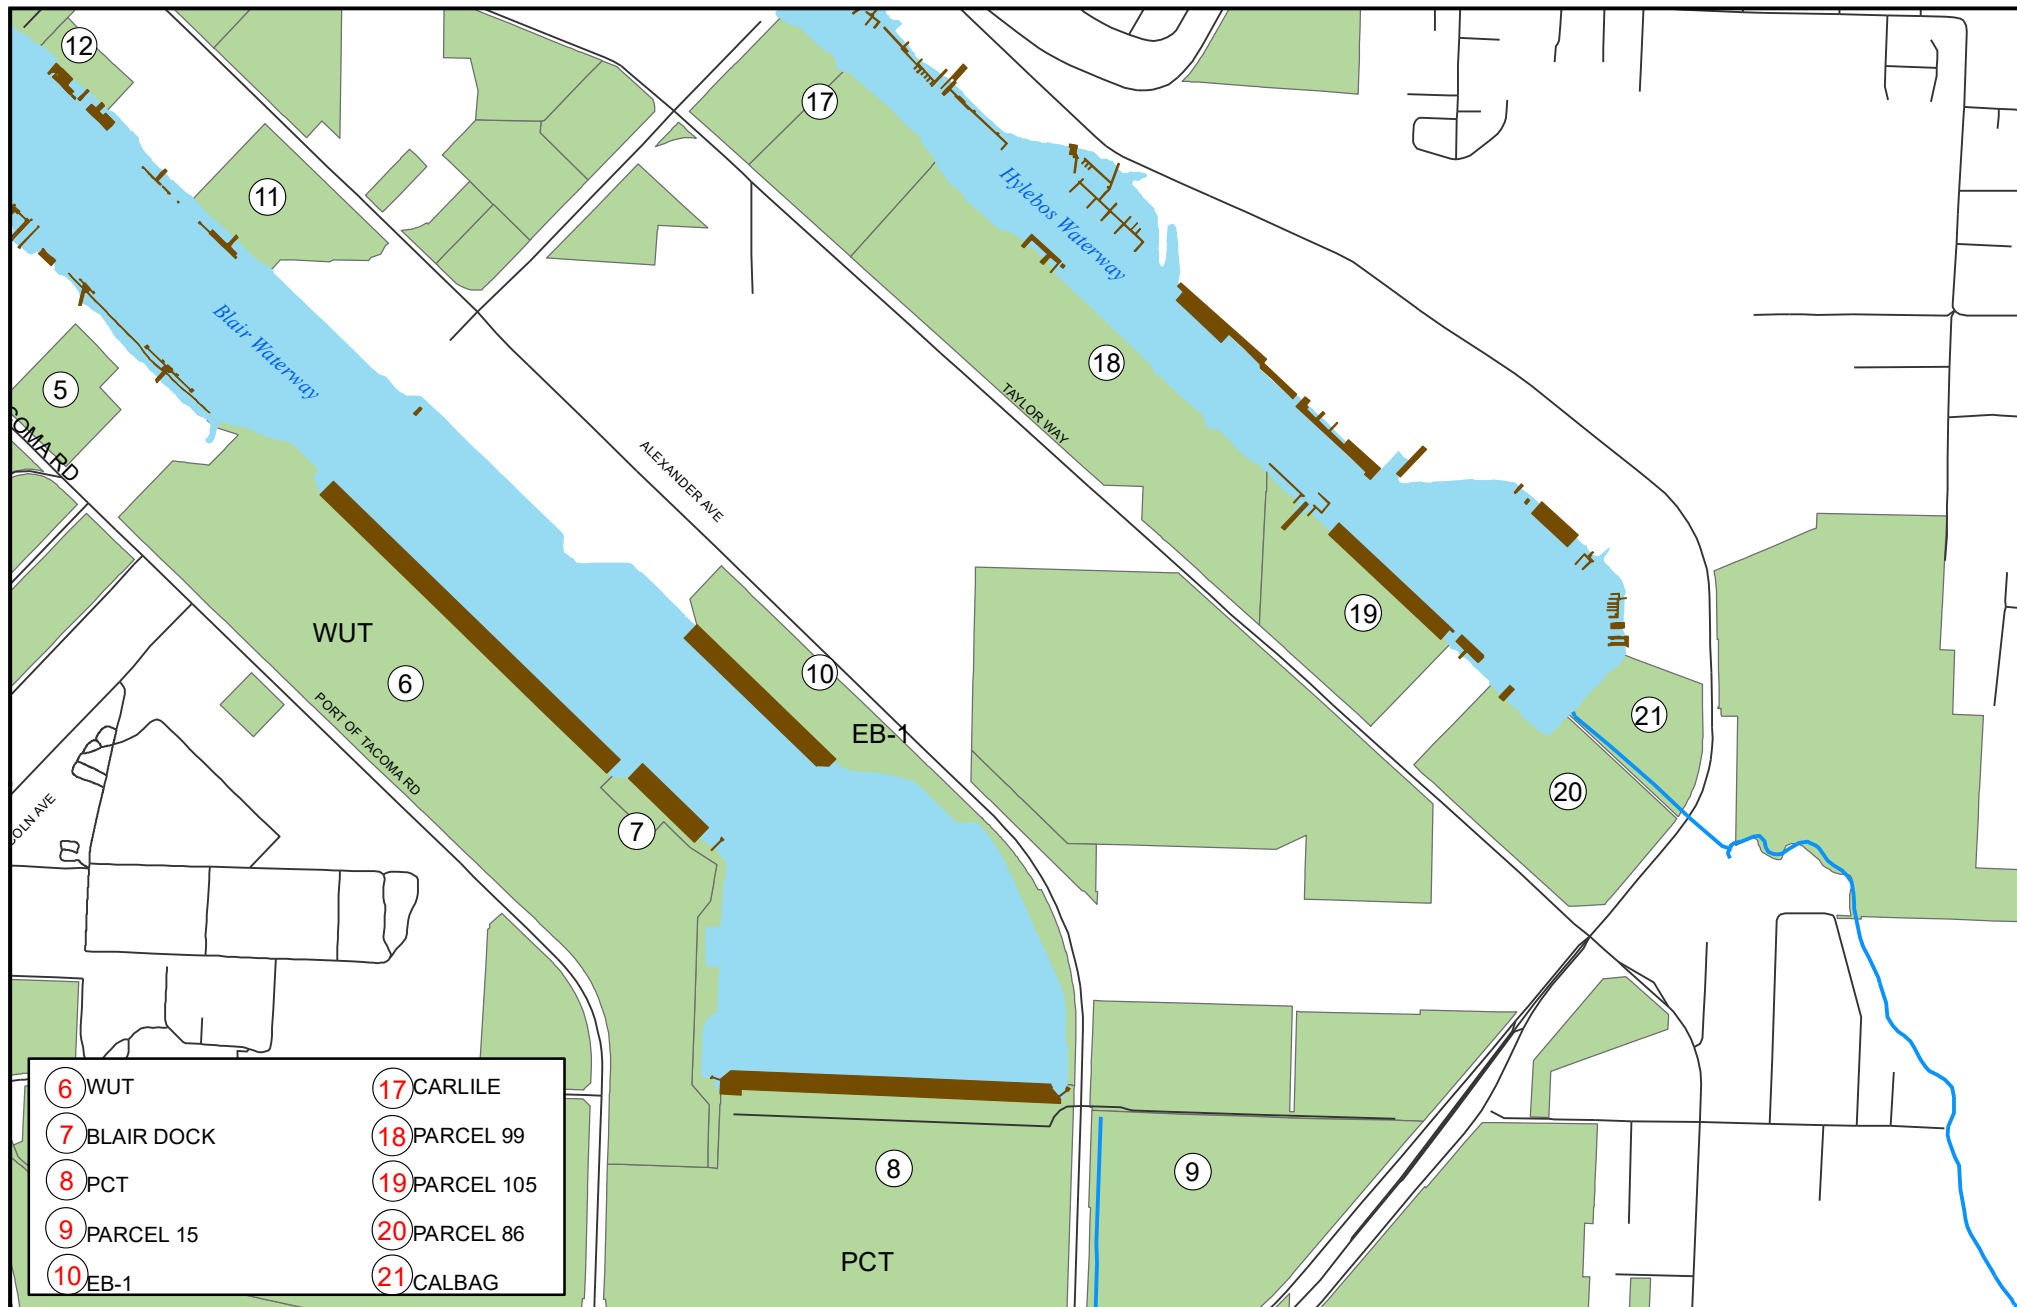 12
17
11
Hylebos Waterway
Blair Waterway
18
5
TAYLOR WAY
COMA RD
ALEXANDER AVE
19
WUT
10
6
21
EB-1
PORT OF TACOMA RD
20
COLN AVE
7
8
9
PCT
6 WUT
7 BLAIR DOCK
8 PCT
9 PARCEL 15
10 EB-1
17 CARLILE
18 PARCEL 99
19 PARCEL 105
20 PARCEL 86
21 CALBAG